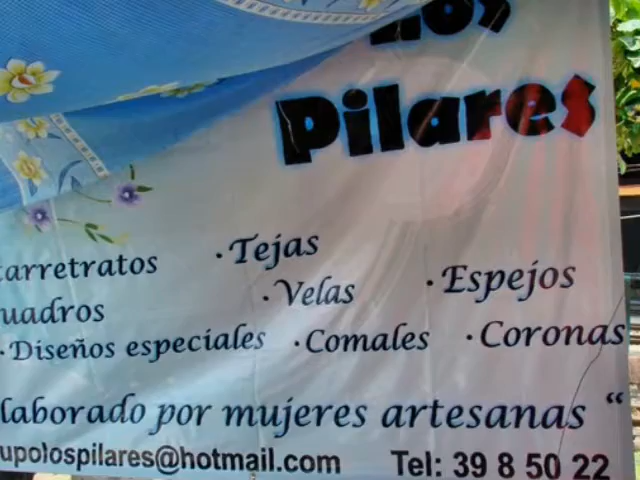 Los
Pilares
arretratos · Tejas
· Velas · Espejos
uadros
· Diseños especiales · Comales · Coronas
laborado por mujeres artesanas “
upolospilares@hotmail.com Tel: 39 8 50 22